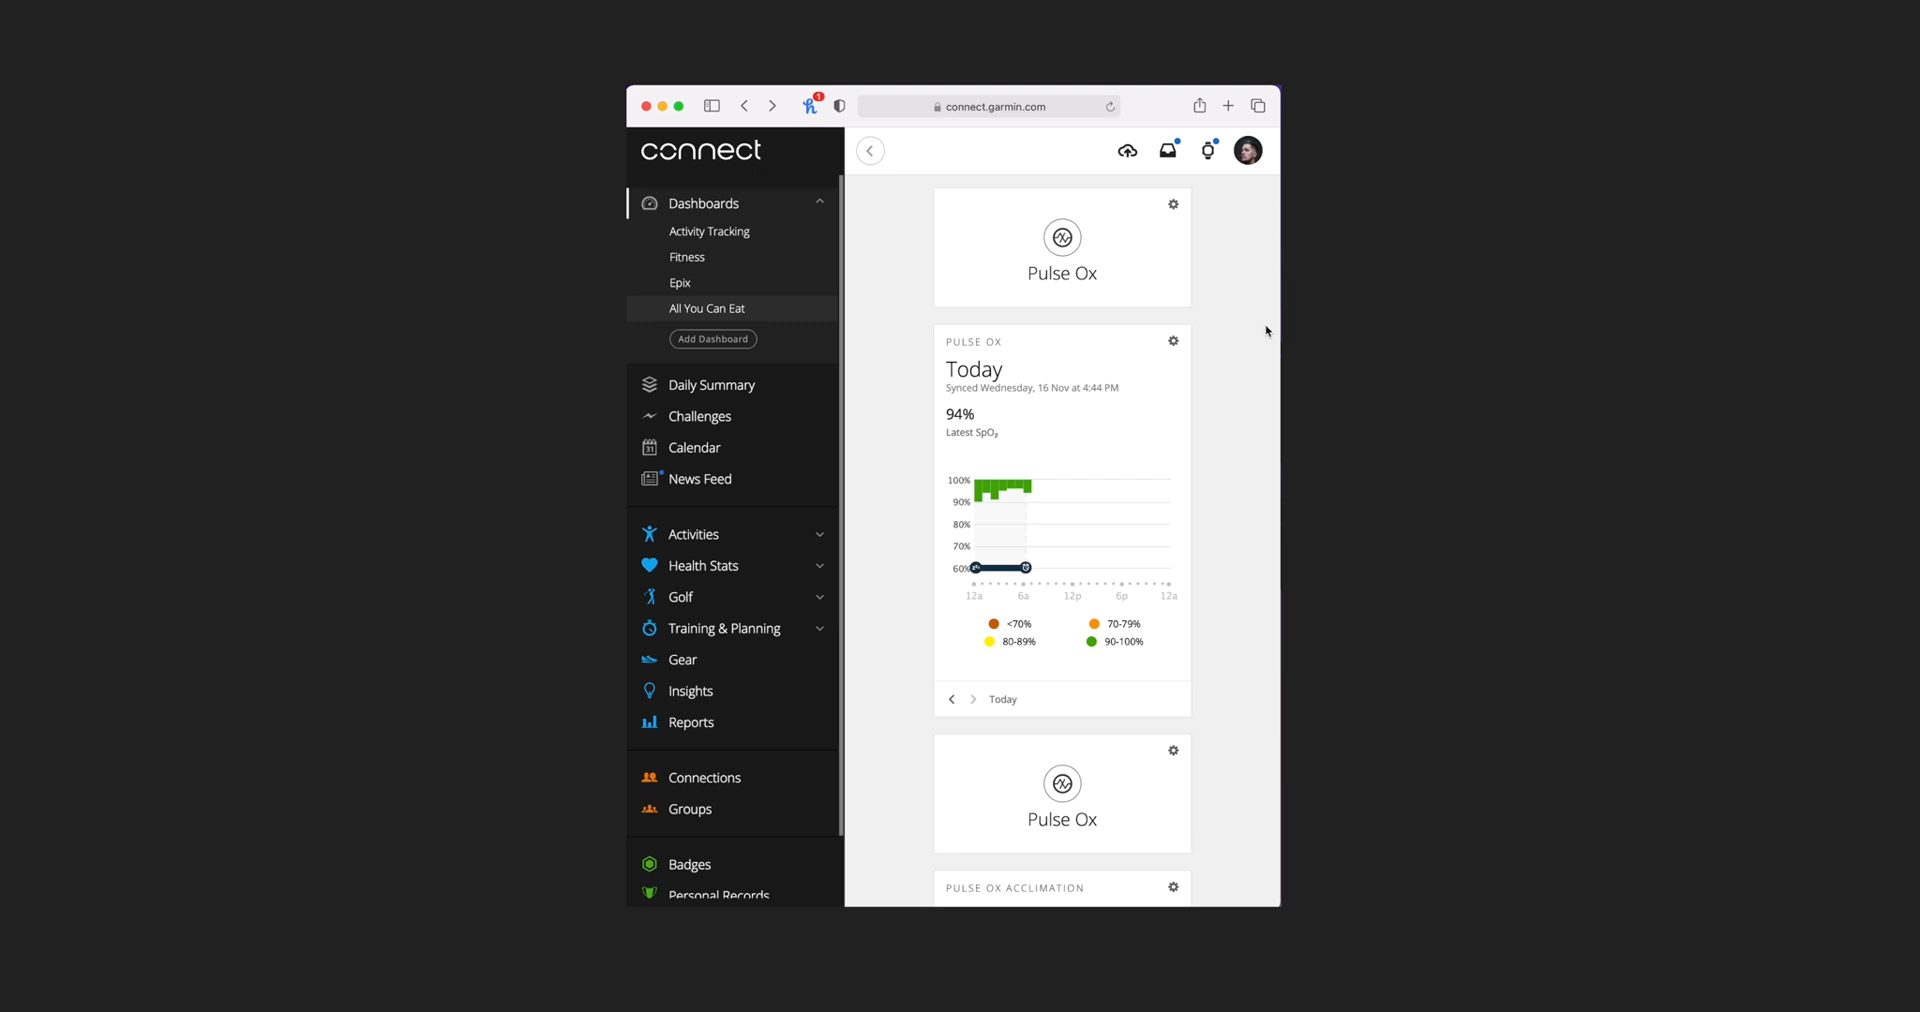 1
connect.garmin.com
connect
Dashboards
Activity Tracking
Fitness
Epix
All You Can Eat
Add Dashboard
Daily Summary
Challenges
31
Calendar
News Feed
Activities
Health Stats
Golf
Training & Planning
Gear
Insights
Reports
Connections
Groups
Badges
Personal Records
Pulse Ox
PULSE OX
Today
Synced Wednesday, 16 Nov at 4:44 PM
94%
Latest SpO₂
100%
90%
80%
70%
60%
12a 6a 12p 6p 12a
<70% 70-79%
80-89% 90-100%
Today
Pulse Ox
PULSE OX ACCLIMATION